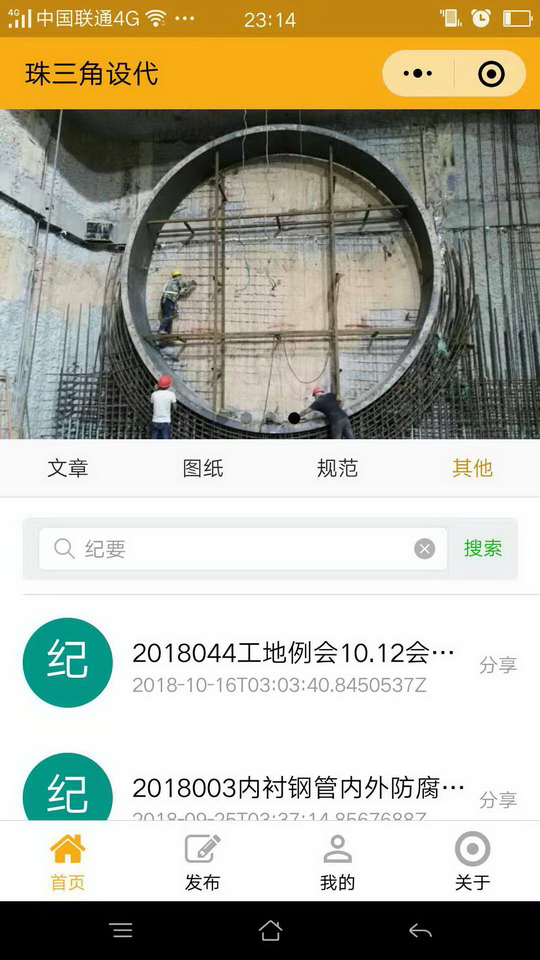 4G 中国联通4G 23:14
珠三角设代
文章 图纸 规范 其他
纪要 搜索
纪 2018044工地例会10.12会… 分享
2018-10-16T03:03:40.8450537Z
纪 2018003内衬钢管内外防腐… 分享
2018-09-25T03:37:14.8567688Z
首页 发布 我的 关于